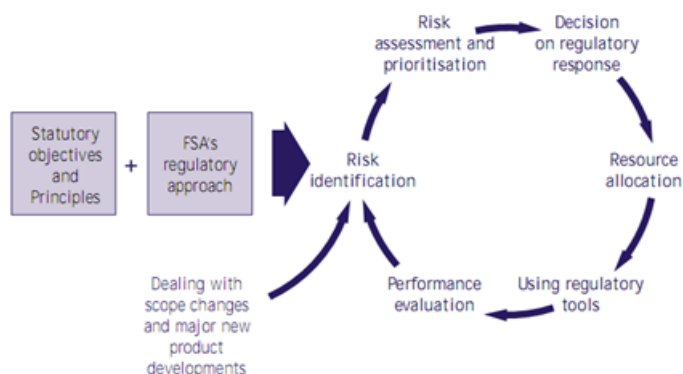 Statutory
objectives
and
Principles
+
FSA's
regulatory
approach
Risk
identification
Risk
assessment and
prioritisation
Decision
on regulatory
response
Resource
allocation
Using regulatory
tools
Performance
evaluation
Dealing with
scope changes
and major new
product
developments